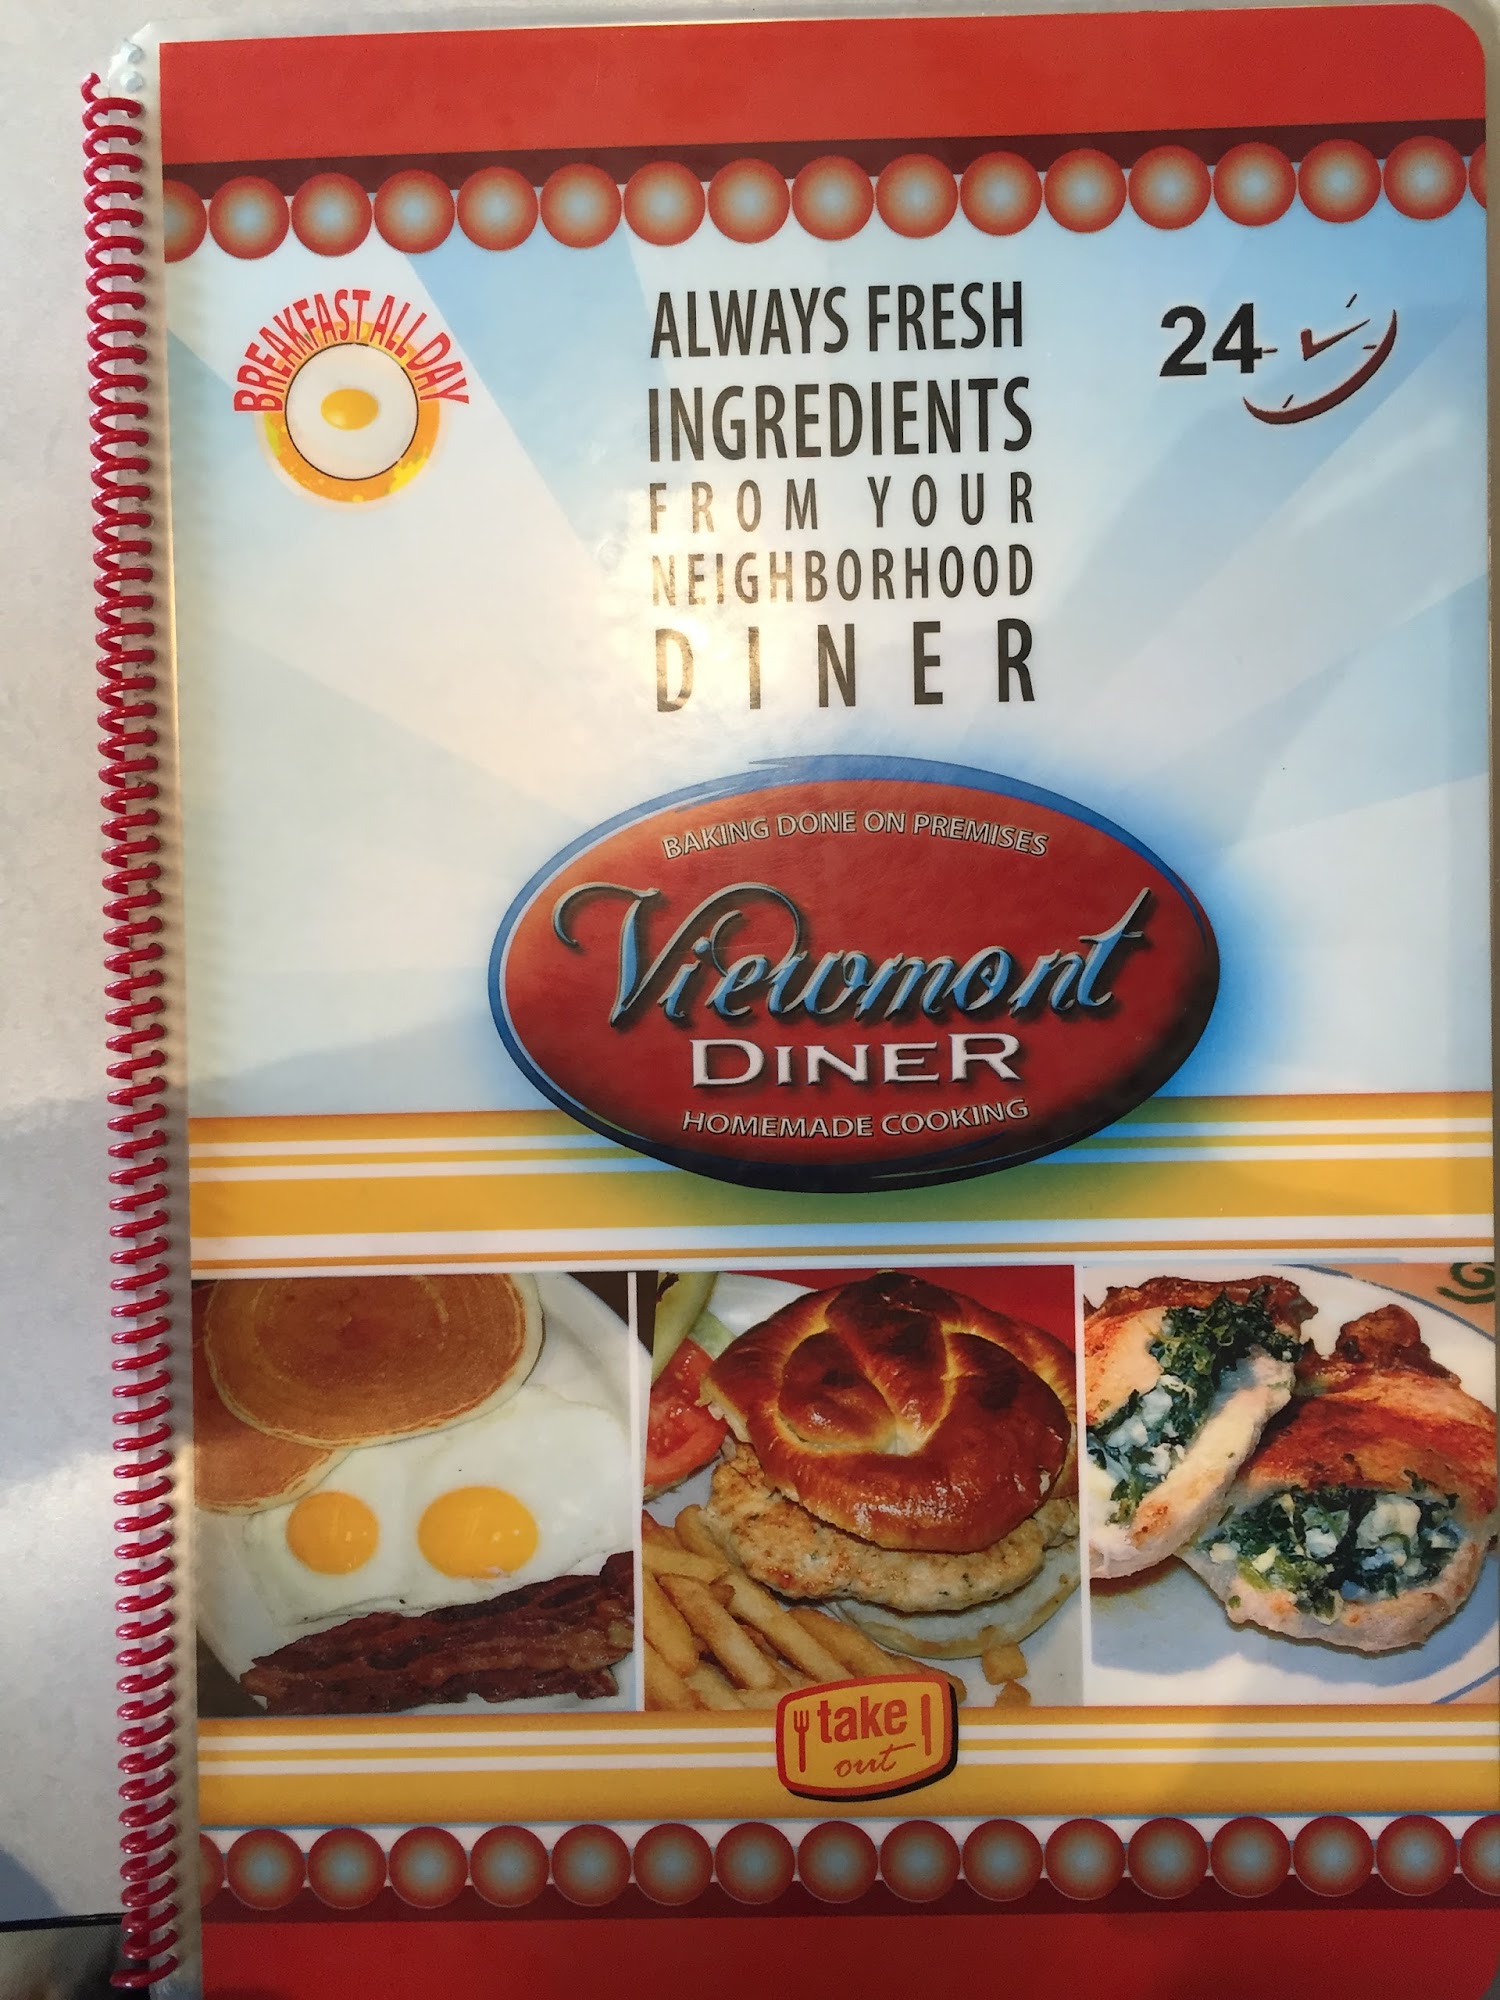 BREAKFAST ALL DAY
ALWAYS FRESH
INGREDIENTS
FROM YOUR
NEIGHBORHOOD
DINER
24
BAKING DONE ON PREMISES
Viewmont
DINER
HOMEMADE COOKING
take
out